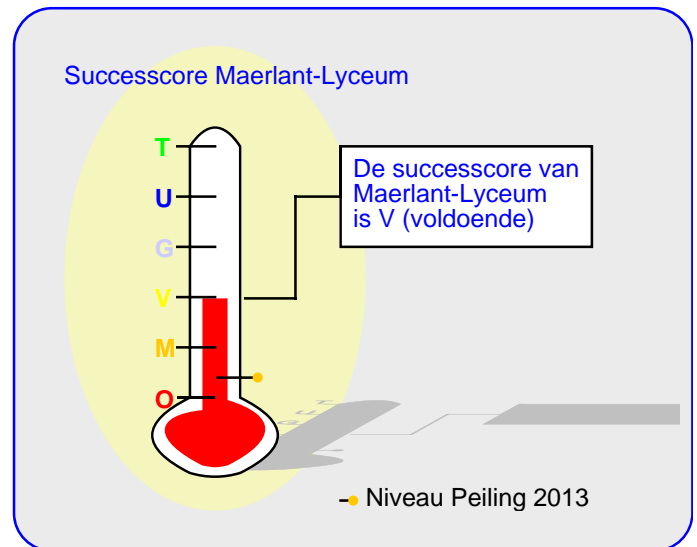 Successcore Maerlant-Lyceum
T
U
G
V
M
O
De successcore van
Maerlant-Lyceum
is V (voldoende)
Niveau Peiling 2013